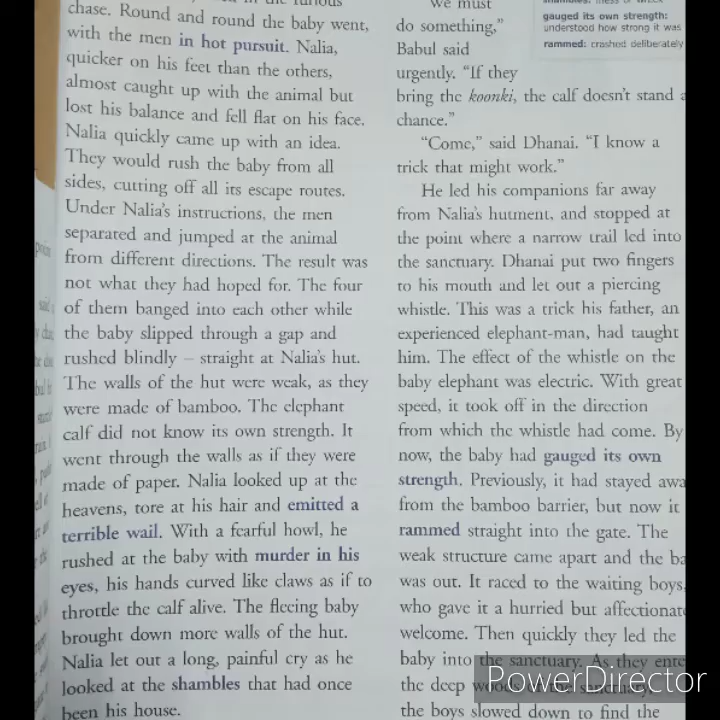 chase. Round and round the baby went,
with the men in hot pursuit. Nalia,
quicker on his feet than the others,
almost caught up with the animal but
lost his balance and fell flat on his face.
Nalia quickly came up with an idea.
They would rush the baby from all
sides, cutting off all its escape routes.
Under Nalia's instructions, the men
separated and jumped at the animal
from different directions. The result was
not what they had hoped for. The four
of them banged into each other while
the baby slipped through a gap and
rushed blindly – straight at Nalia's hut.
The walls of the hut were weak, as they
were made of bamboo. The elephant
calf did not know its own strength. It
went through the walls as if they were
made of paper. Nalia looked up at the
heavens, tore at his hair and emitted a
terrible wail. With a fearful howl, he
rushed at the baby with murder in his
eyes, his hands curved like claws as if to
throttle the calf alive. The fleeing baby
brought down more walls of the hut.
Nalia let out a long, painful cry as he
looked at the shambles that had once
been his house.
"We must
do something,"
Babul said
urgently. "If they
bring the koonki, the calf doesn't stand a
chance."
"Come," said Dhanai. "I know a
trick that might work."
He led his companions far away
from Nalia's hutment, and stopped at
the point where a narrow trail led into
the sanctuary. Dhanai put two fingers
to his mouth and let out a piercing
whistle. This was a trick his father, an
experienced elephant-man, had taught
him. The effect of the whistle on the
baby elephant was electric. With great
speed, it took off in the direction
from which the whistle had come. By
now, the baby had gauged its own
strength. Previously, it had stayed awa
from the bamboo barrier, but now it
rammed straight into the gate. The
weak structure came apart and the ba
was out. It raced to the waiting boys,
who gave it a hurried but affectionate
welcome. Then quickly they led the
baby into the sanctuary. As they ente
the deep woods of the sanctuary,
the boys slowed down to find the
gauged its own strength:
understood how strong it was
rammed: crashed deliberately
PowerDirector